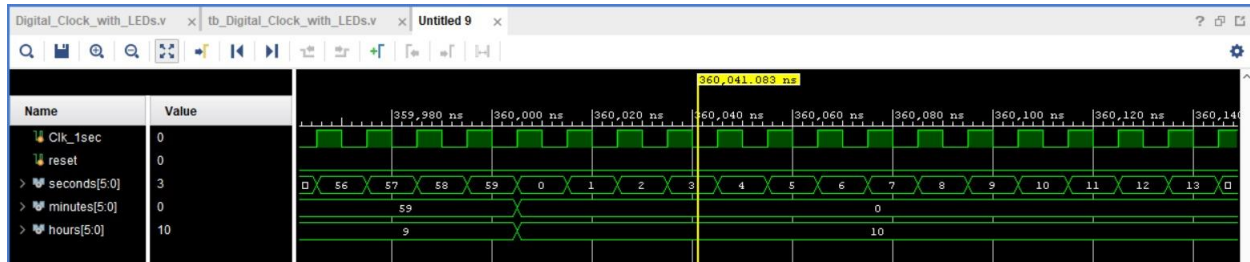 Digital_Clock_with_LEDs.v × tb_Digital_Clock_with_LEDs.v × Untitled 9 × ?
360,041.083 ns
Name Value 359,980 ns 360,000 ns 360,020 ns 360,040 ns 360,060 ns 360,080 ns 360,100 ns 360,120 ns 360,140
Clk_1sec 0
reset 0
seconds[5:0] 3 56 57 58 59 0 1 2 3 4 5 6 7 8 9 10 11 12 13
minutes[5:0] 0 59 0
hours[5:0] 10 9 10